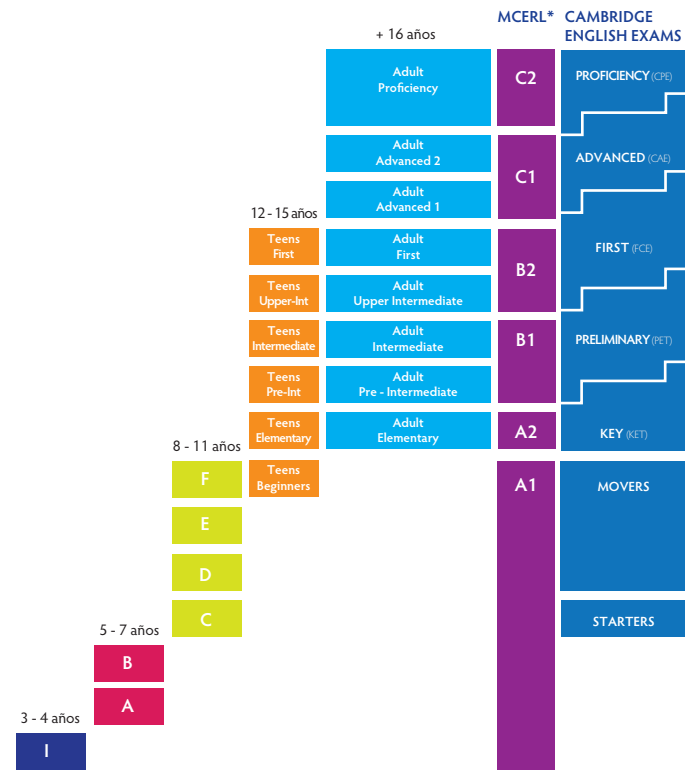 MCERL*
CAMBRIDGE
ENGLISH EXAMS
+ 16 años
Adult
Proficiency
C2
PROFICIENCY (CPE)
Adult
Advanced 2
C1
ADVANCED (CAE)
Adult
Advanced 1
12 - 15 años
Teens
First
Adult
First
B2
FIRST (FCE)
Teens
Upper-Int
Adult
Upper Intermediate
Teens
Intermediate
Adult
Intermediate
B1
PRELIMINARY (PET)
Teens
Pre-Int
Adult
Pre - Intermediate
Teens
Elementary
Adult
Elementary
A2
KEY (KET)
8 - 11 años
F
Teens
Beginners
A1
MOVERS
E
D
C
STARTERS
5 - 7 años
B
A
3 - 4 años
I